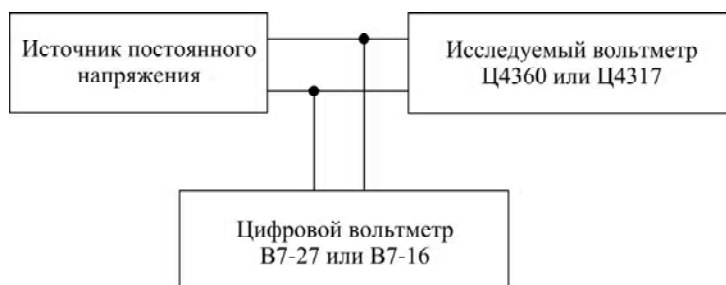 Источник постоянного
напряжения
Исследуемый вольтметр
Ц4360 или Ц4317
Цифровой вольтметр
В7-27 или В7-16